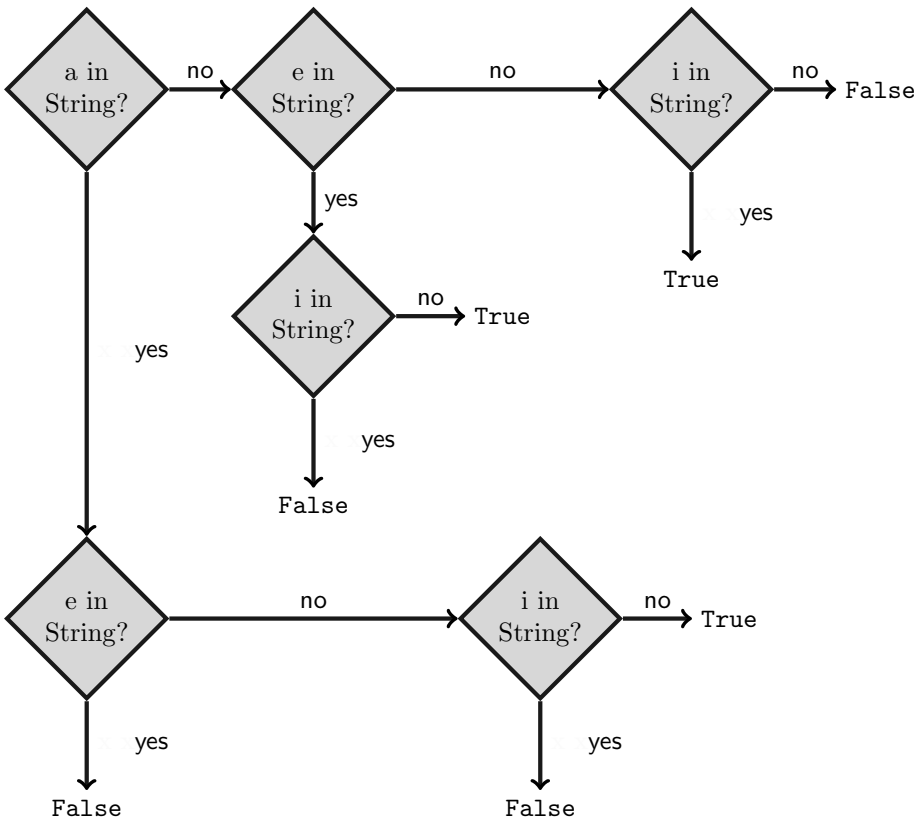 a in
String?
no
e in
String?
no
i in
String?
no
False
yes
yes
True
i in
String?
no
True
yes
yes
False
e in
String?
no
i in
String?
no
True
yes
yes
False
False